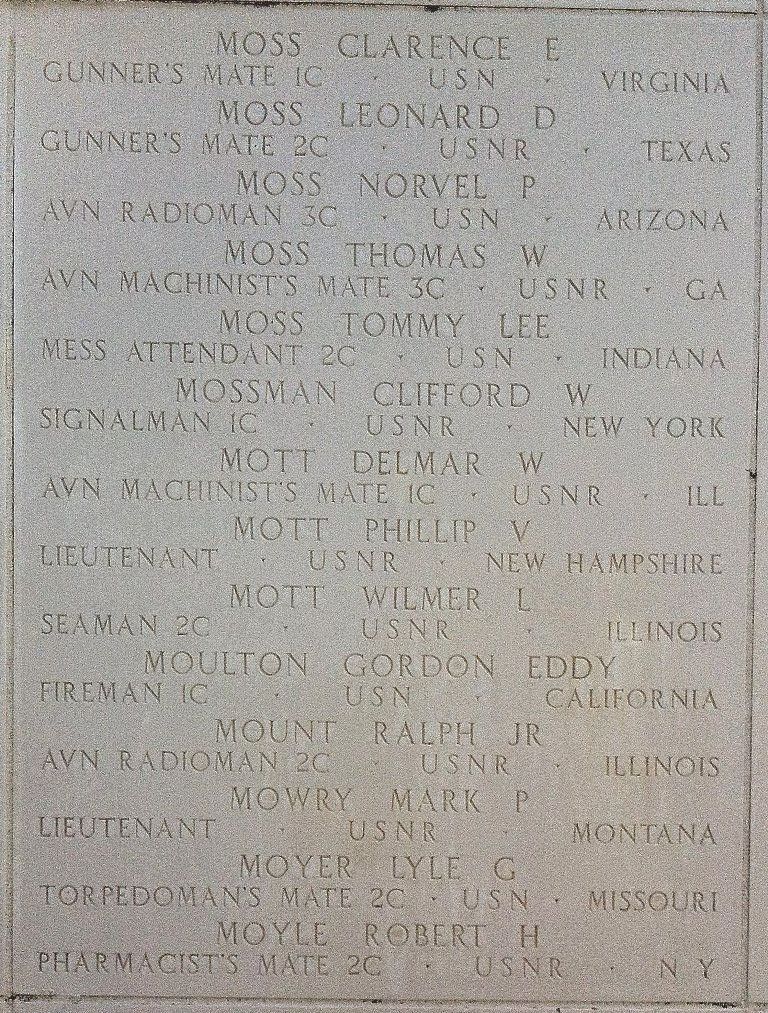 MOSS CLARENCE E
GUNNER'S MATE 1C · USN · VIRGINIA
MOSS LEONARD D
GUNNER'S MATE 2C · USNR · TEXAS
MOSS NORVEL P
AVN RADIOMAN 3C · USN · ARIZONA
MOSS THOMAS W
AVN MACHINIST'S MATE 3C · USNR · GA
MOSS TOMMY LEE
MESS ATTENDANT 2C · USN · INDIANA
MOSSMAN CLIFFORD W
SIGNALMAN 1C · USNR · NEW YORK
MOTT DELMAR W
AVN MACHINIST'S MATE 1C · USNR · ILL
MOTT PHILLIP V
LIEUTENANT · USNR · NEW HAMPSHIRE
MOTT WILMER L
SEAMAN 2C · USNR · ILLINOIS
MOULTON GORDON EDDY
FIREMAN 1C · USN · CALIFORNIA
MOUNT RALPH JR
AVN RADIOMAN 2C · USNR · ILLINOIS
MOWRY MARK P
LIEUTENANT · USNR · MONTANA
MOYER LYLE G
TORPEDOMAN'S MATE 2C · USN · MISSOURI
MOYLE ROBERT H
PHARMACIST'S MATE 2C · USNR · N Y